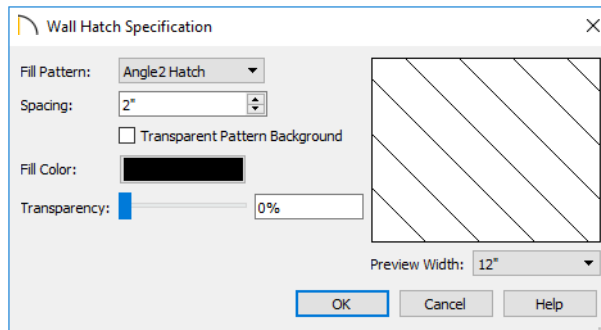 Wall Hatch Specification
Fill Pattern: Angle2 Hatch
Spacing: 2"
Transparent Pattern Background
Fill Color:
Transparency: 0%
Preview Width: 12"
OK Cancel Help